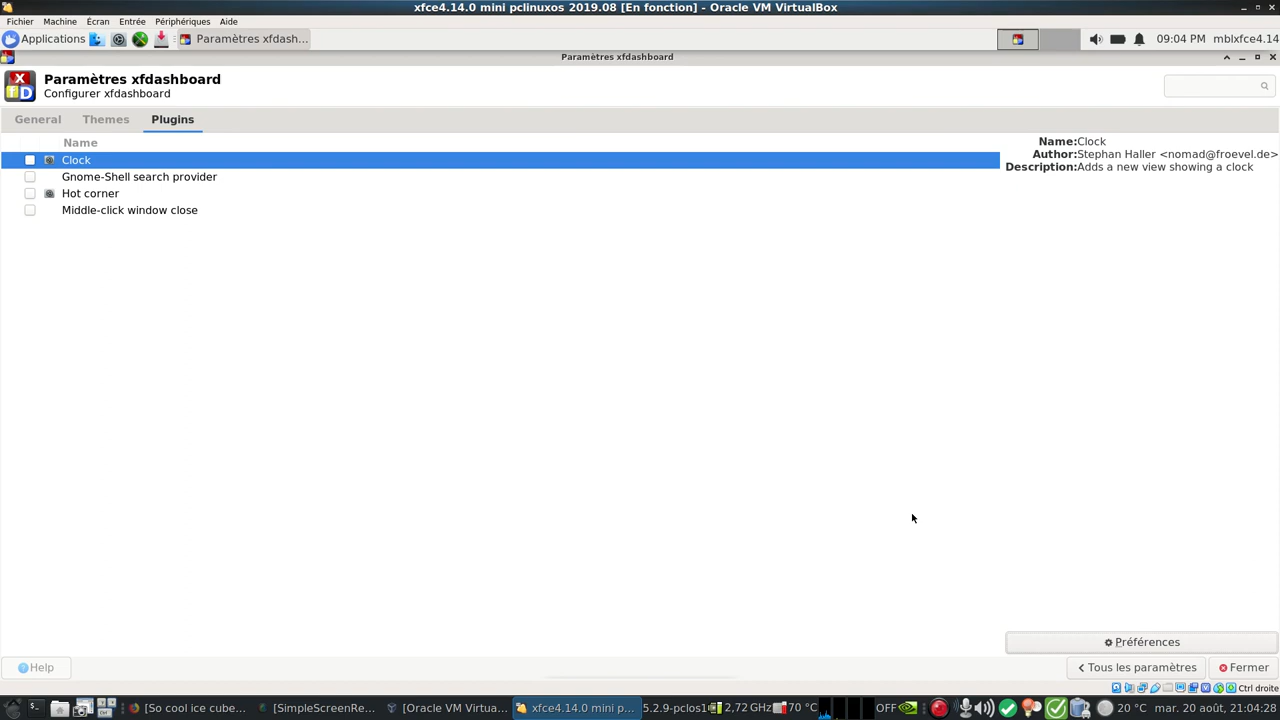 xfce4.14.0 mini pclinuxos 2019.08 [En fonction] - Oracle VM VirtualBox
Fichier Machine Écran Entrée Périphériques Aide
Applications Paramètres xfdash... 09:04 PM mblxfce4.14
Paramètres xfdashboard
Paramètres xfdashboard
Configurer xfdashboard
General Themes Plugins
Name
Clock
Gnome-Shell search provider
Hot corner
Middle-click window close
Name:Clock
Author:Stephan Haller <nomad@froevel.de>
Description:Adds a new view showing a clock
Préférences
Help Tous les paramètres Fermer
Ctrl droite
[So cool ice cube... [SimpleScreenRe... [Oracle VM Virtua... xfce4.14.0 mini p... 5.2.9-pclos1 2,72 GHz 70 °C OFF 20 °C mar. 20 août, 21:04:28